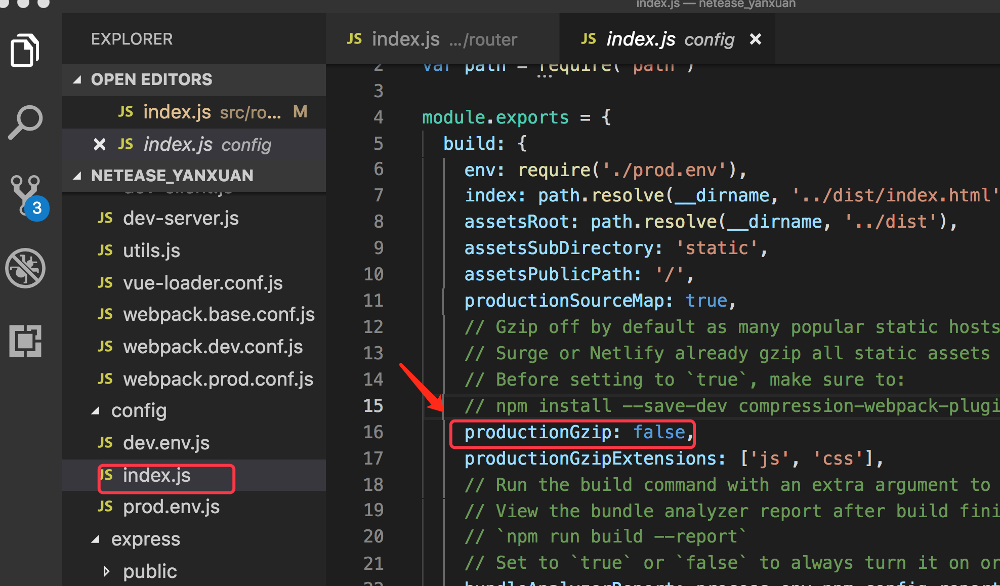 index.js — netease_yanxuan
EXPLORER
OPEN EDITORS
JS index.js src/ro... M
JS index.js config
NETEASE_YANXUAN
dev-client.js
JS dev-server.js
JS utils.js
JS vue-loader.conf.js
JS webpack.base.conf.js
JS webpack.dev.conf.js
JS webpack.prod.conf.js
config
JS dev.env.js
JS index.js
JS prod.env.js
express
public
3
JS index.js .../router
JS index.js config
2 var path = require('path')
3
4 module.exports = {
5 build: {
6 env: require('./prod.env'),
7 index: path.resolve(__dirname, '../dist/index.html'
8 assetsRoot: path.resolve(__dirname, '../dist'),
9 assetsSubDirectory: 'static',
10 assetsPublicPath: '/',
11 productionSourceMap: true,
12 // Gzip off by default as many popular static hosts
13 // Surge or Netlify already gzip all static assets
14 // Before setting to `true`, make sure to:
15 // npm install --save-dev compression-webpack-plugi
16 productionGzip: false,
17 productionGzipExtensions: ['js', 'css'],
18 // Run the build command with an extra argument to
19 // View the bundle analyzer report after build fini
20 // `npm run build --report`
21 // Set to `true` or `false` to always turn it on or
22 bundleAnalyzerReport: process.env.npm_config_report